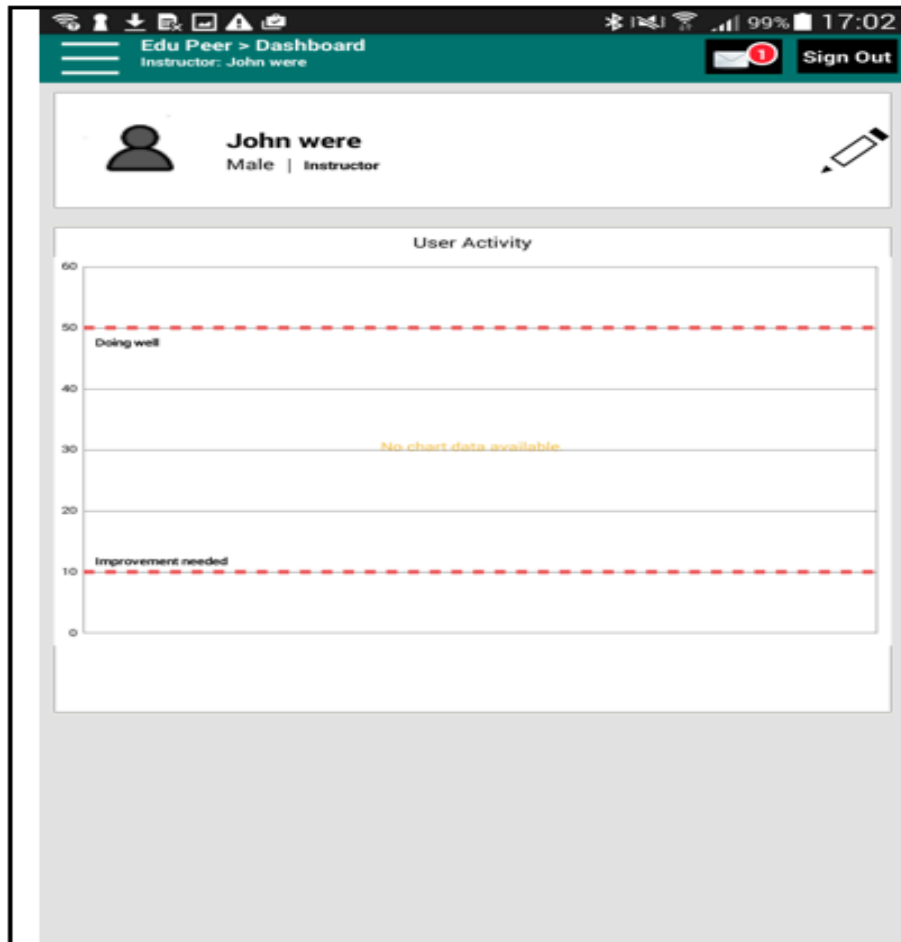 99% 17:02
Edu Peer > Dashboard
Instructor: John were
1
Sign Out
John were
Male | Instructor
User Activity
60
50
Doing well
40
30
No chart data available
20
Improvement needed
10
0